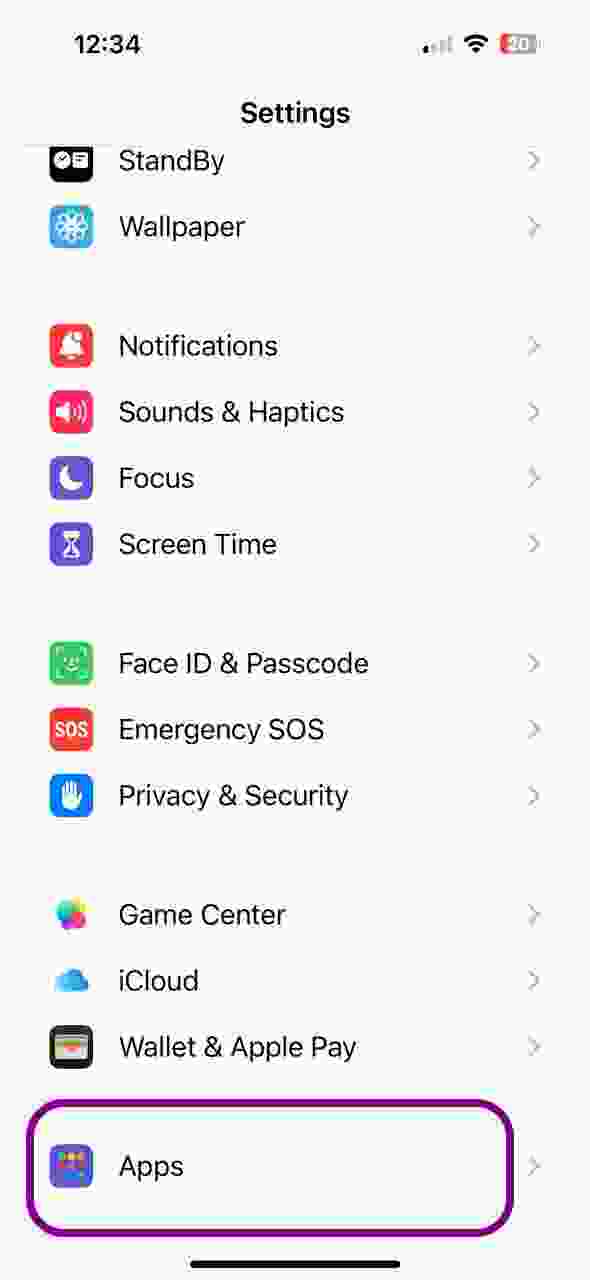 12:34
20
Settings
StandBy
Wallpaper
Notifications
Sounds & Haptics
Focus
Screen Time
Face ID & Passcode
SOS
Emergency SOS
Privacy & Security
Game Center
iCloud
Wallet & Apple Pay
Apps